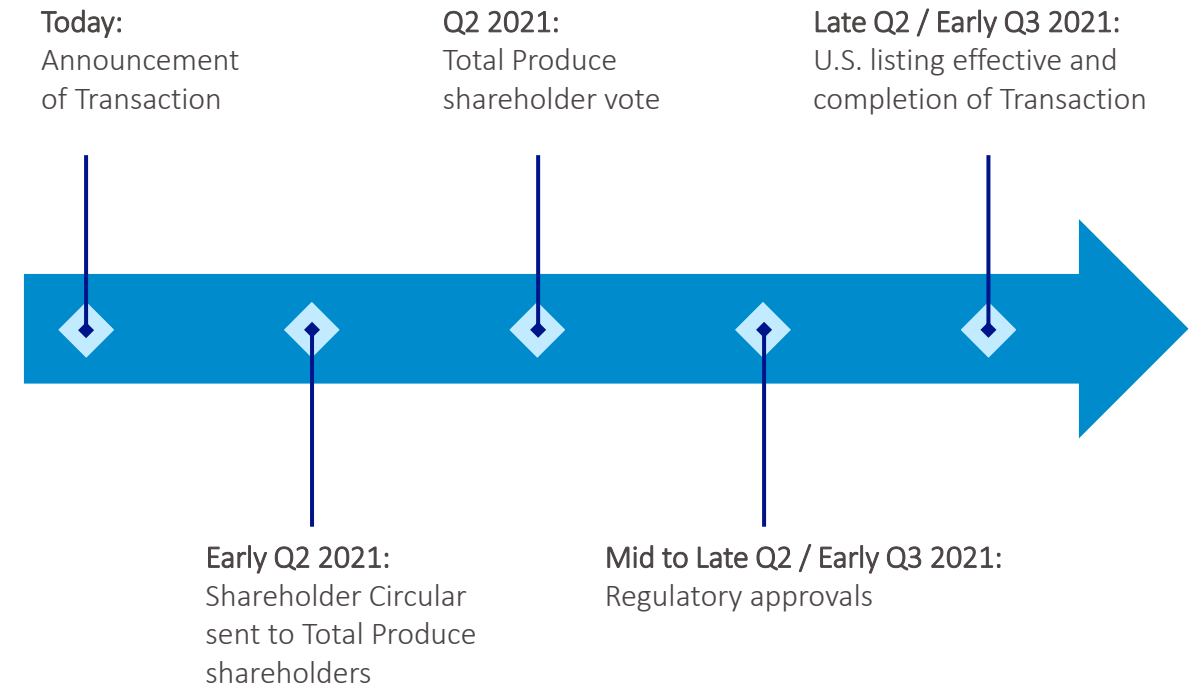 Today:
Announcement
of Transaction
Q2 2021:
Total Produce
shareholder vote
Late Q2 / Early Q3 2021:
U.S. listing effective and
completion of Transaction
Early Q2 2021:
Shareholder Circular
sent to Total Produce
shareholders
Mid to Late Q2 / Early Q3 2021:
Regulatory approvals